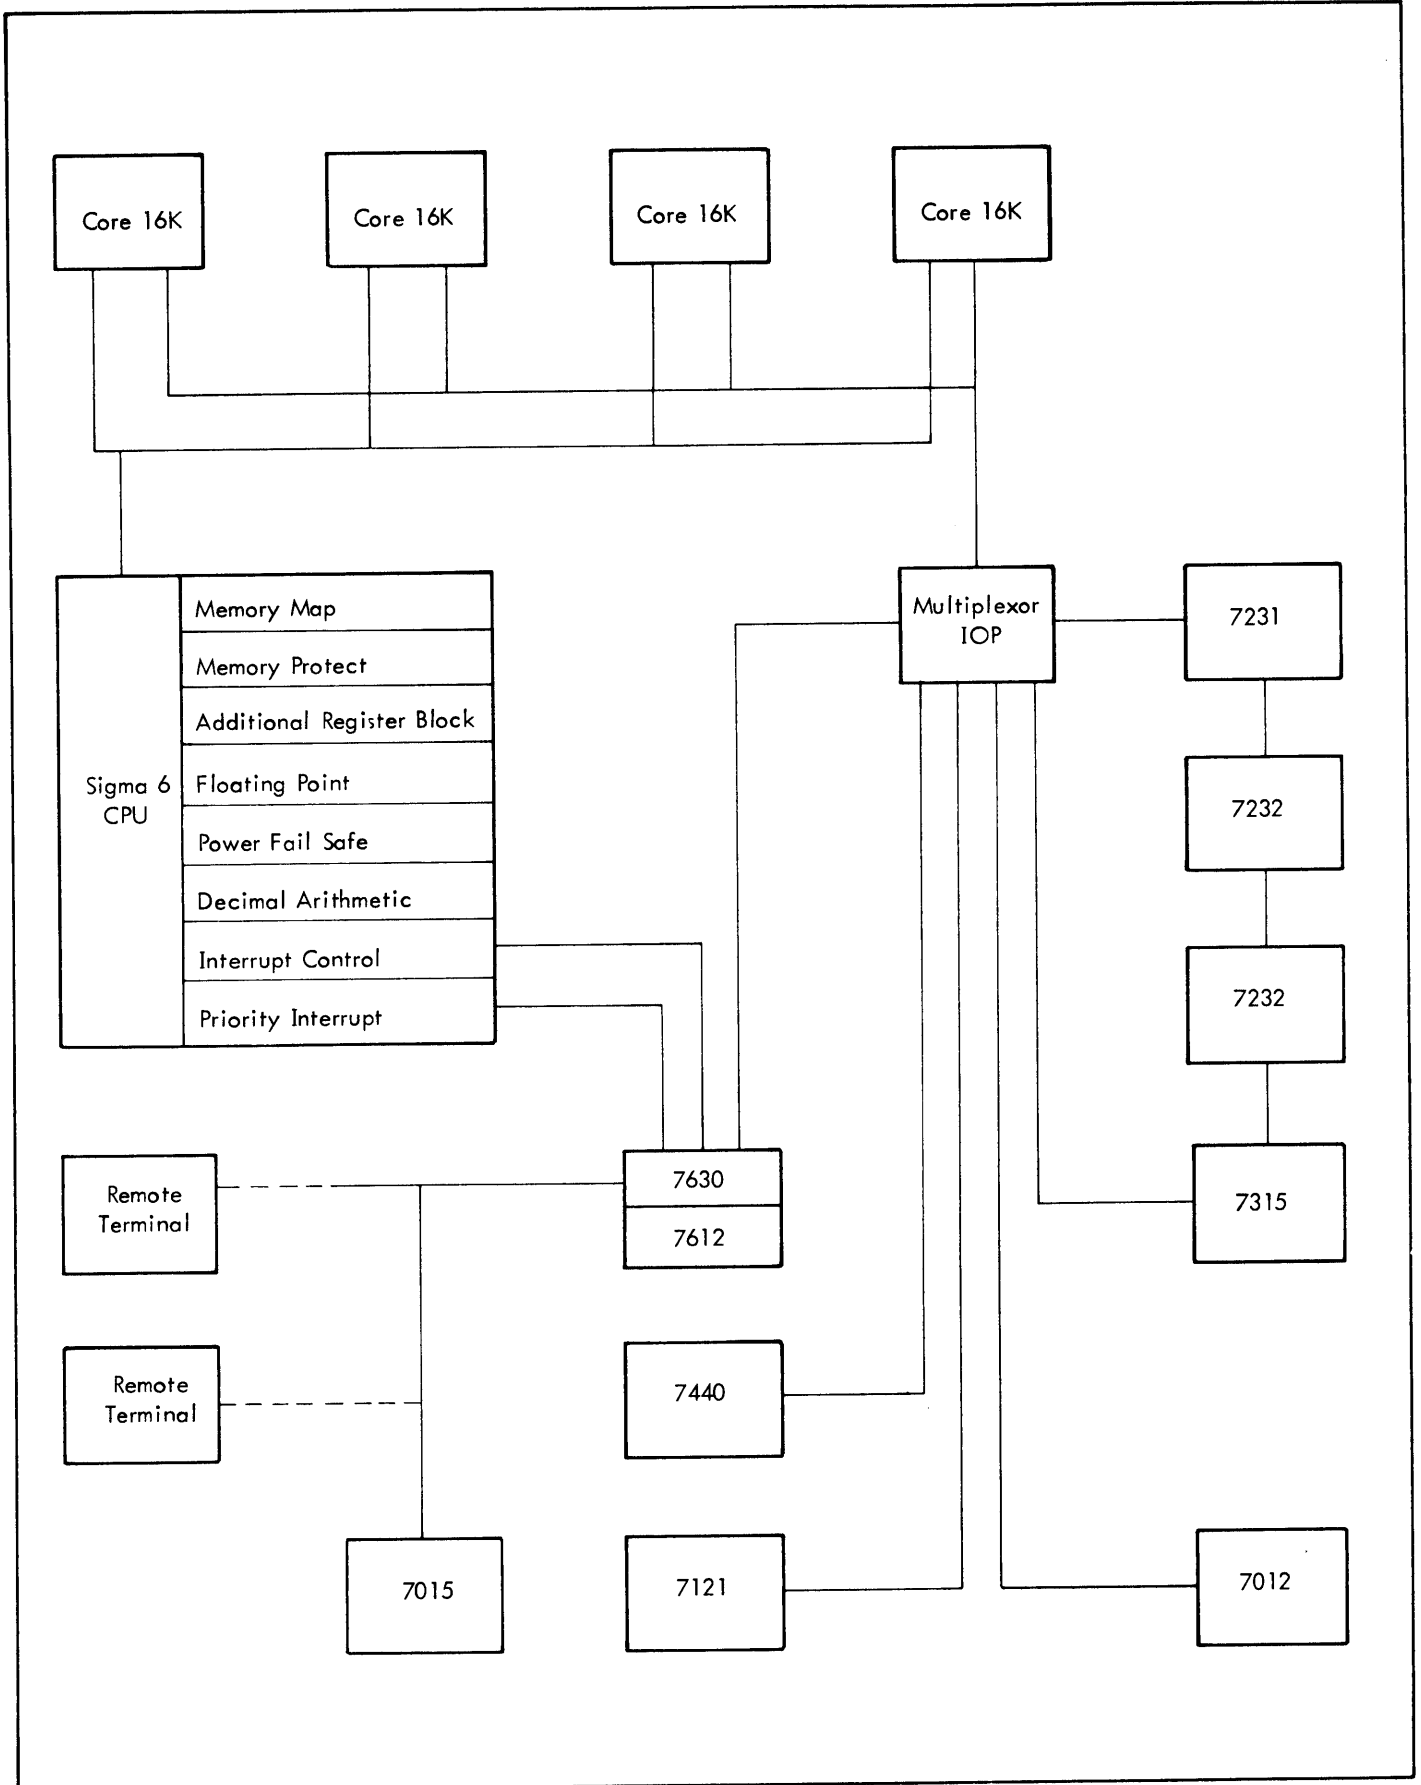 Core 16K
Core 16K
Core 16K
Core 16K
Sigma 6
CPU
Memory Map
Memory Protect
Additional Register Block
Floating Point
Power Fail Safe
Decimal Arithmetic
Interrupt Control
Priority Interrupt
Multiplexor
IOP
7231
7232
7232
7315
7630
7612
Remote
Terminal
Remote
Terminal
7440
7015
7121
7012